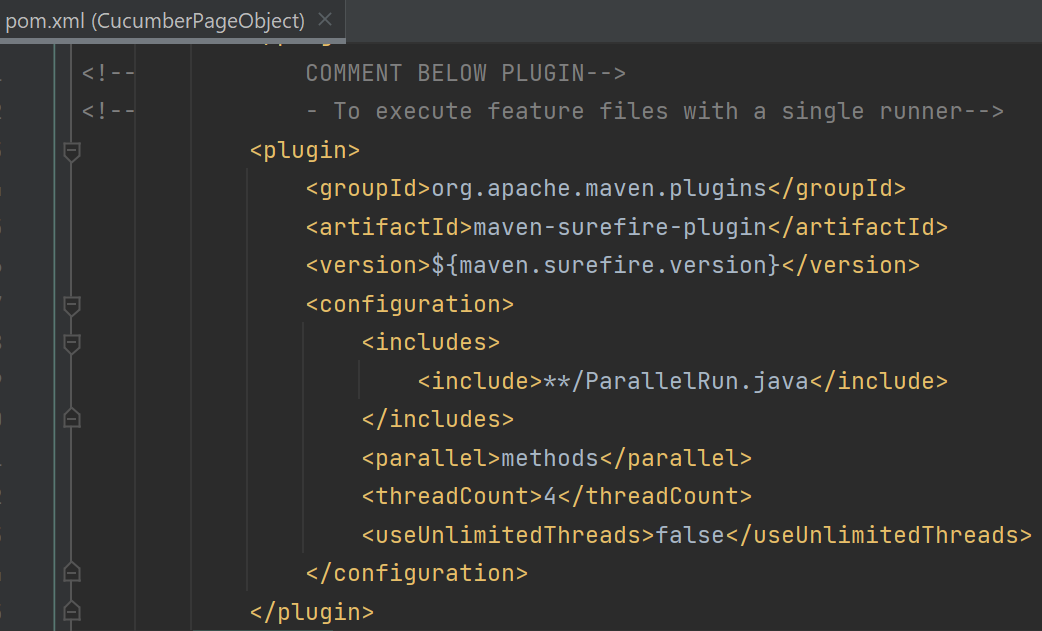 pom.xml (CucumberPageObject)
<!--            COMMENT BELOW PLUGIN-->
<!--            - To execute feature files with a single runner-->
            <plugin>
                <groupId>org.apache.maven.plugins</groupId>
                <artifactId>maven-surefire-plugin</artifactId>
                <version>${maven.surefire.version}</version>
                <configuration>
                    <includes>
                        <include>**/ParallelRun.java</include>
                    </includes>
                    <parallel>methods</parallel>
                    <threadCount>4</threadCount>
                    <useUnlimitedThreads>false</useUnlimitedThreads>
                </configuration>
            </plugin>